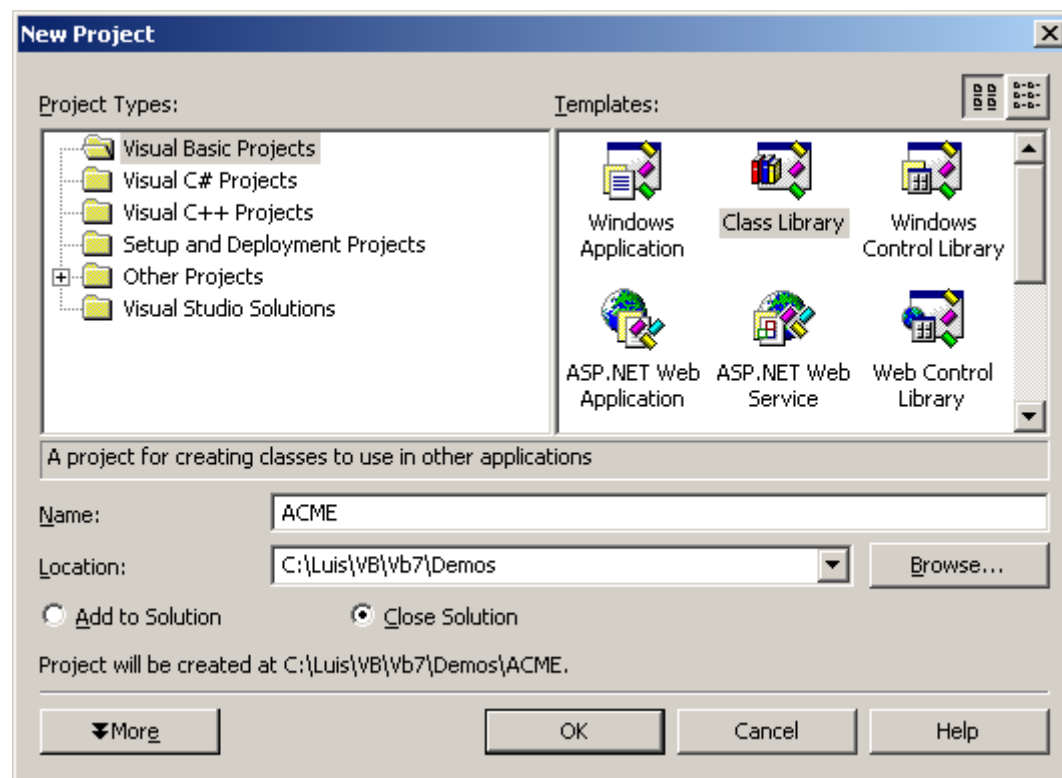 New Project
Project Types:
Templates:
Visual Basic Projects
Visual C# Projects
Visual C++ Projects
Setup and Deployment Projects
Other Projects
Visual Studio Solutions
Windows
Application
Class Library
Windows
Control Library
ASP.NET Web
Application
ASP.NET Web
Service
Web Control
Library
A project for creating classes to use in other applications
Name:
ACME
Location:
C:\Luis\VB\Vb7\Demos
Browse...
Add to Solution
Close Solution
Project will be created at C:\Luis\VB\Vb7\Demos\ACME.
More
OK
Cancel
Help